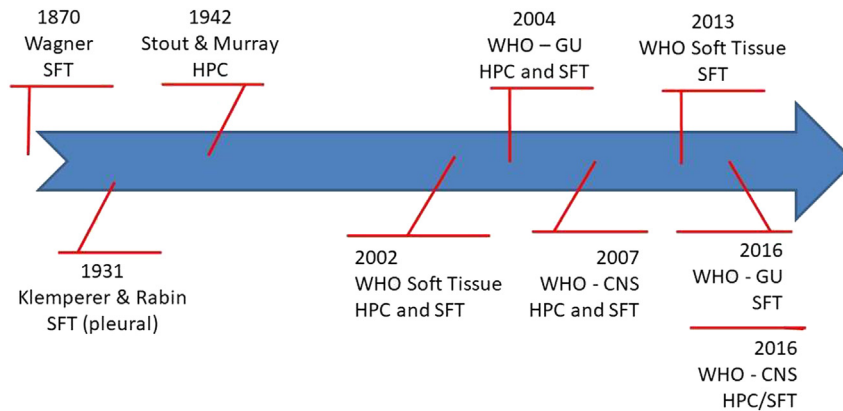 1870
Wagner
SFT
1942
Stout & Murray
HPC
2004
WHO – GU
HPC and SFT
2013
WHO Soft Tissue
SFT
1931
Klemperer & Rabin
SFT (pleural)
2002
WHO Soft Tissue
HPC and SFT
2007
WHO - CNS
HPC and SFT
2016
WHO - GU
SFT
2016
WHO - CNS
HPC/SFT